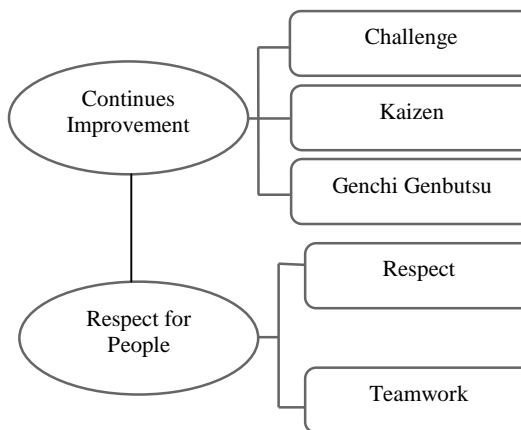 Continues
Improvement
Challenge
Kaizen
Genchi Genbutsu
Respect for
People
Respect
Teamwork